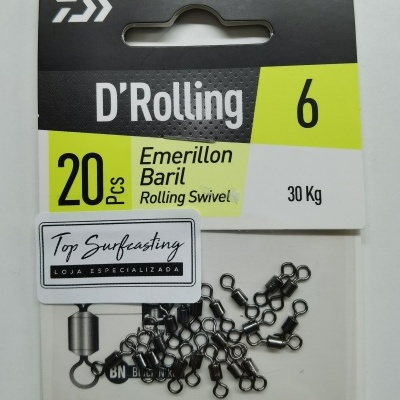 D'Rolling
6
20 Pcs
Emerillon
Baril
Rolling Swivel
30 Kg
Top Surfcasting
LOJA ESPECIALIZADA
BN